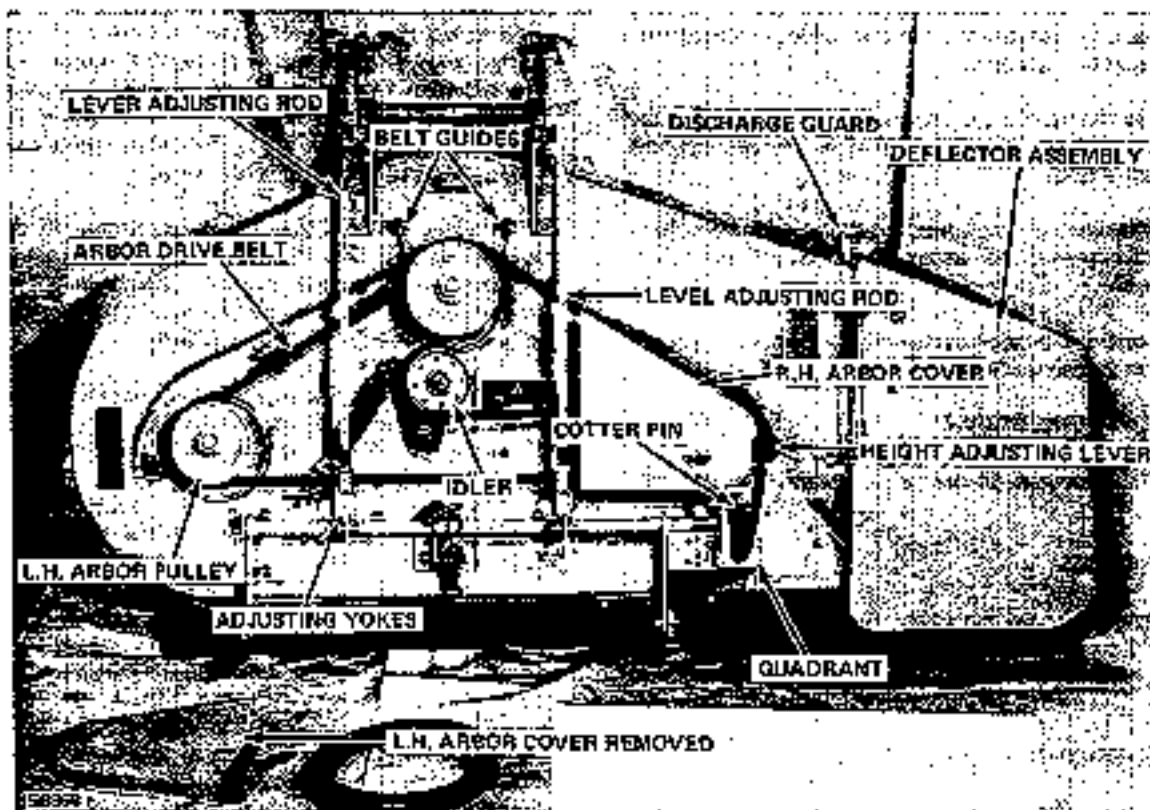 LEVER ADJUSTING ROD
BELT GUIDES
DISCHARGE GUARD
DEFLECTOR ASSEMBLY
ARBOR DRIVE BELT
LEVEL ADJUSTING ROD
R.H. ARBOR COVER
COTTER PIN
HEIGHT ADJUSTING LEVER
IDLER
L.H. ARBOR PULLEY
ADJUSTING YOKES
QUADRANT
L.H. ARBOR COVER REMOVED